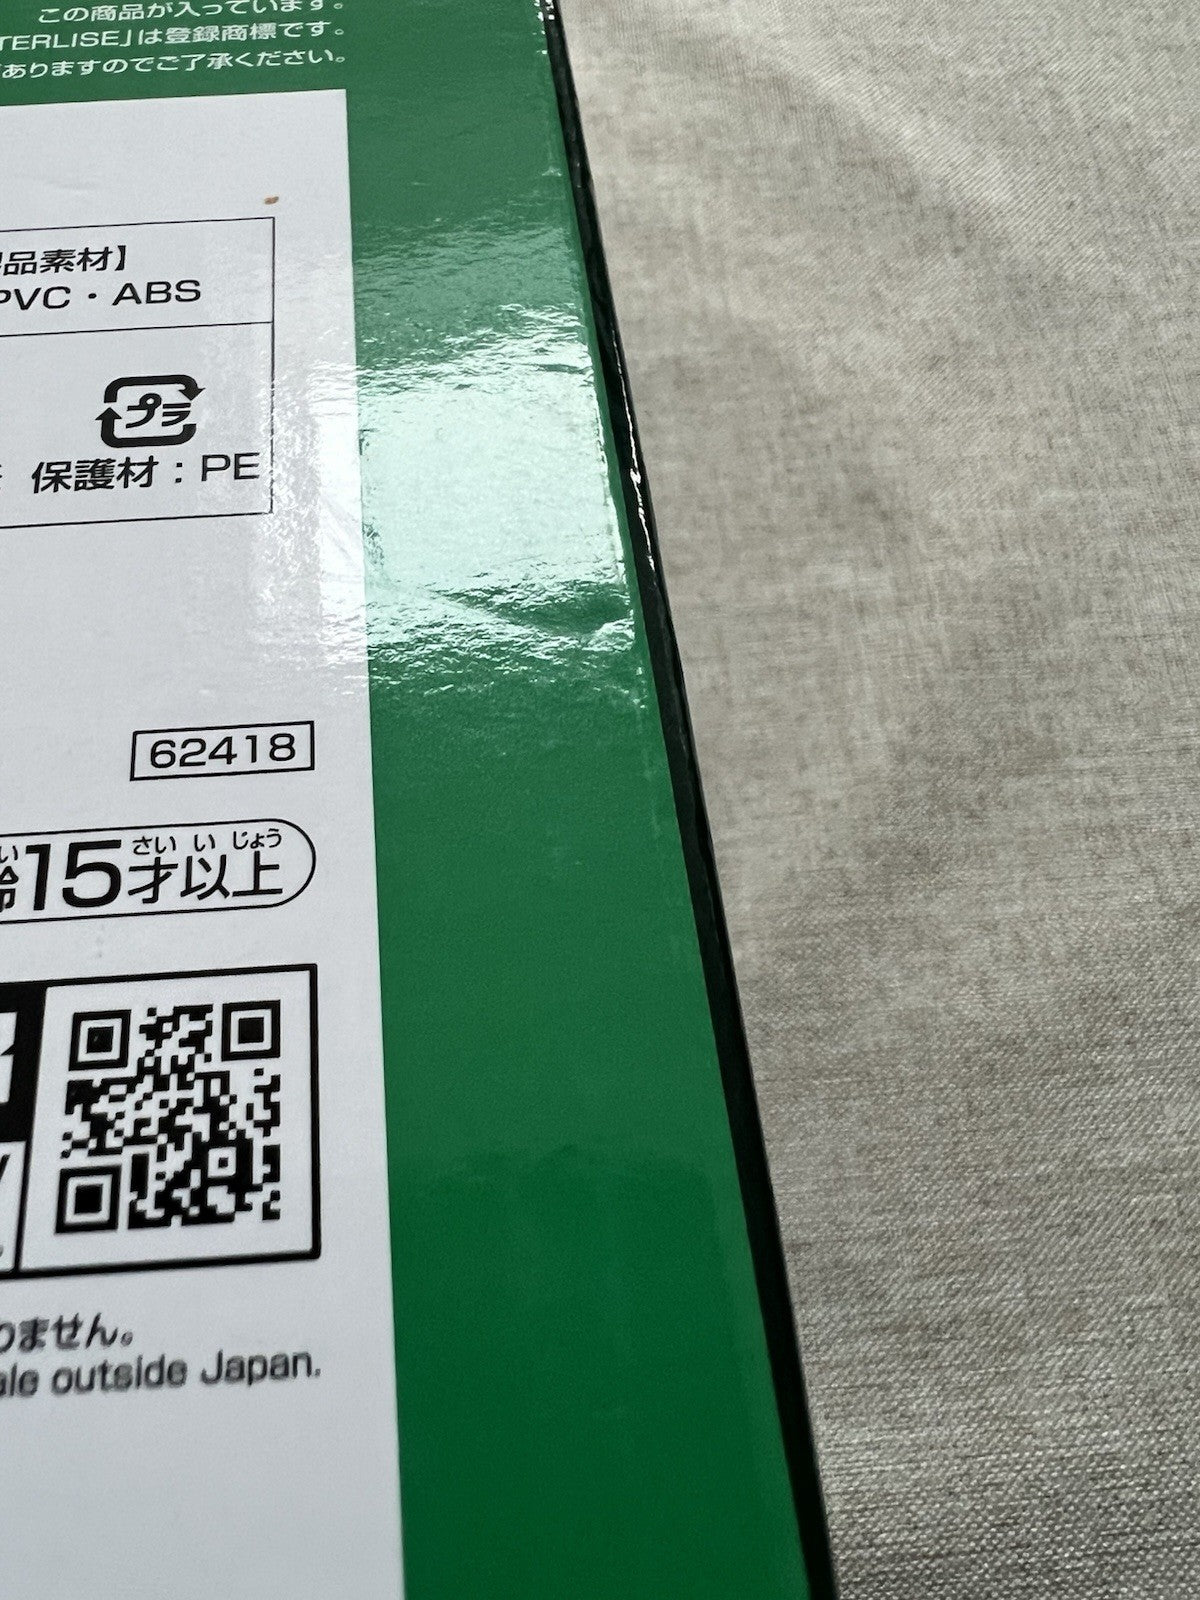 この商品が入っています。
TERLISE」は登録商標です。
ありますのでご了承ください。
品素材】
PVC・ABS
プラ
保護材：PE
62418
齢15才以上
さい い じょう
ません。
outside Japan.